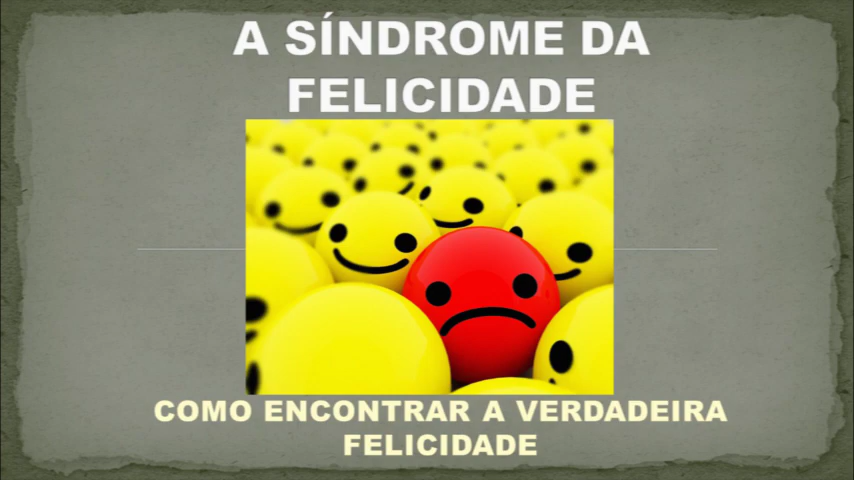 A SÍNDROME DA
FELICIDADE
COMO ENCONTRAR A VERDADEIRA
FELICIDADE